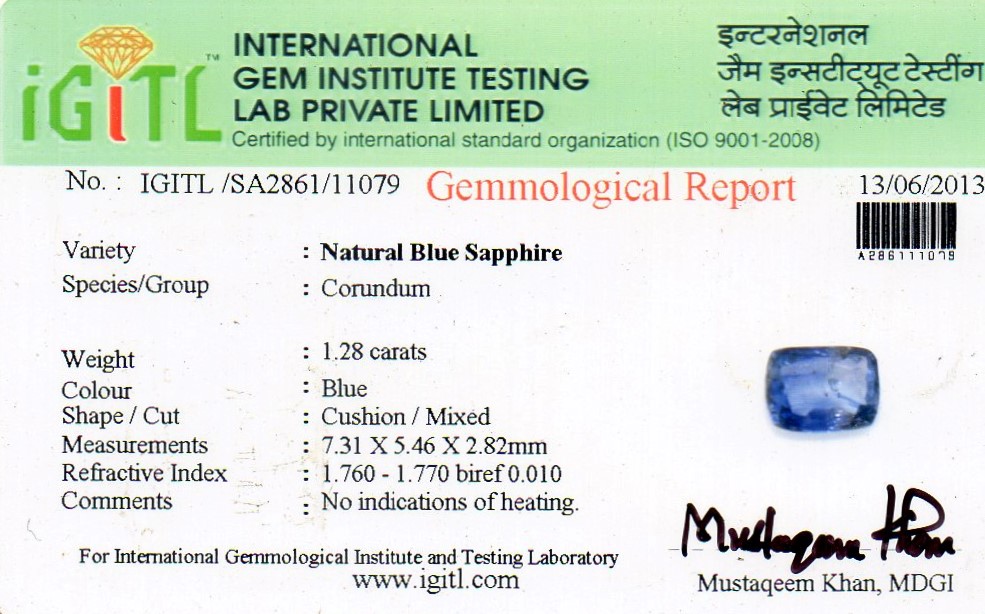 iGiTL™
INTERNATIONAL
GEM INSTITUTE TESTING
LAB PRIVATE LIMITED
Certified by international standard organization (ISO 9001-2008)
इन्टरनेशनल
जैम इन्सटीट्यूट टेस्टींग
लेब प्राईवेट लिमिटेड
No. : IGITL /SA2861/11079 Gemmological Report 13/06/2013
A286111079
Variety : Natural Blue Sapphire
Species/Group : Corundum
Weight : 1.28 carats
Colour : Blue
Shape / Cut : Cushion / Mixed
Measurements : 7.31 X 5.46 X 2.82mm
Refractive Index : 1.760 - 1.770 biref 0.010
Comments : No indications of heating.
Mustaqeem Khan
For International Gemmological Institute and Testing Laboratory
www.igitl.com
Mustaqeem Khan, MDGI